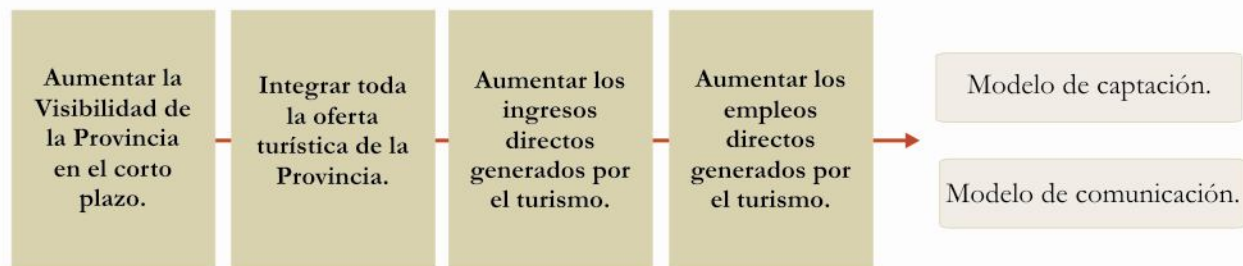 Aumentar la
Visibilidad de
la Provincia
en el corto
plazo.
Integrar toda
la oferta
turística de la
Provincia.
Aumentar los
ingresos
directos
generados por
el turismo.
Aumentar los
empleos
directos
generados por
el turismo.
Modelo de captación.
Modelo de comunicación.